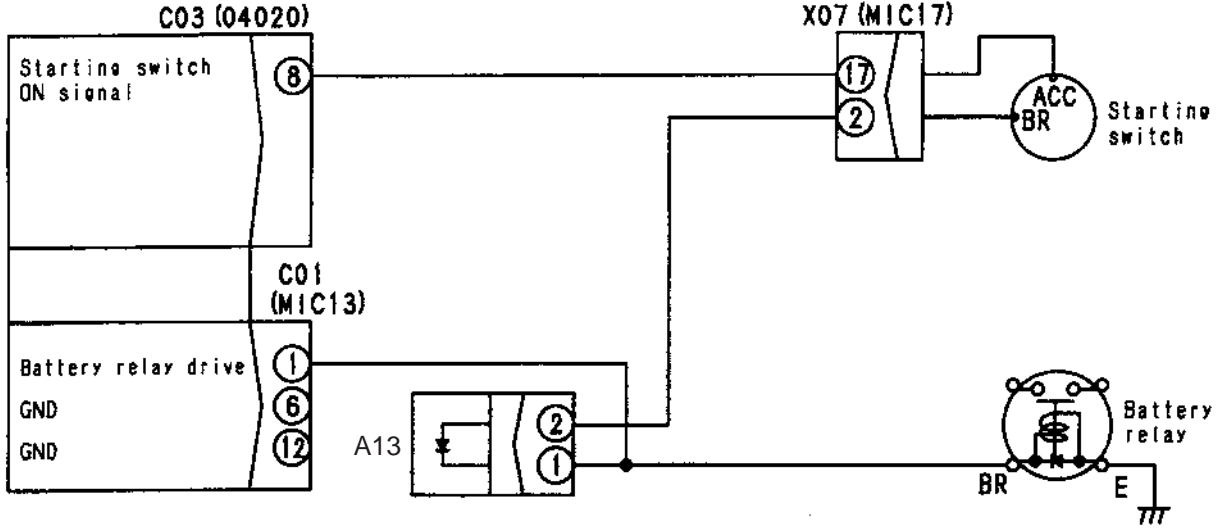 C03 (04020)
X07 (MIC17)
Starting switch
ON signal
8
17
2
ACC
BR
Starting
switch
C01
(MIC13)
Battery relay drive
1
GND
6
GND
12
A13
2
1
Battery
relay
BR
E